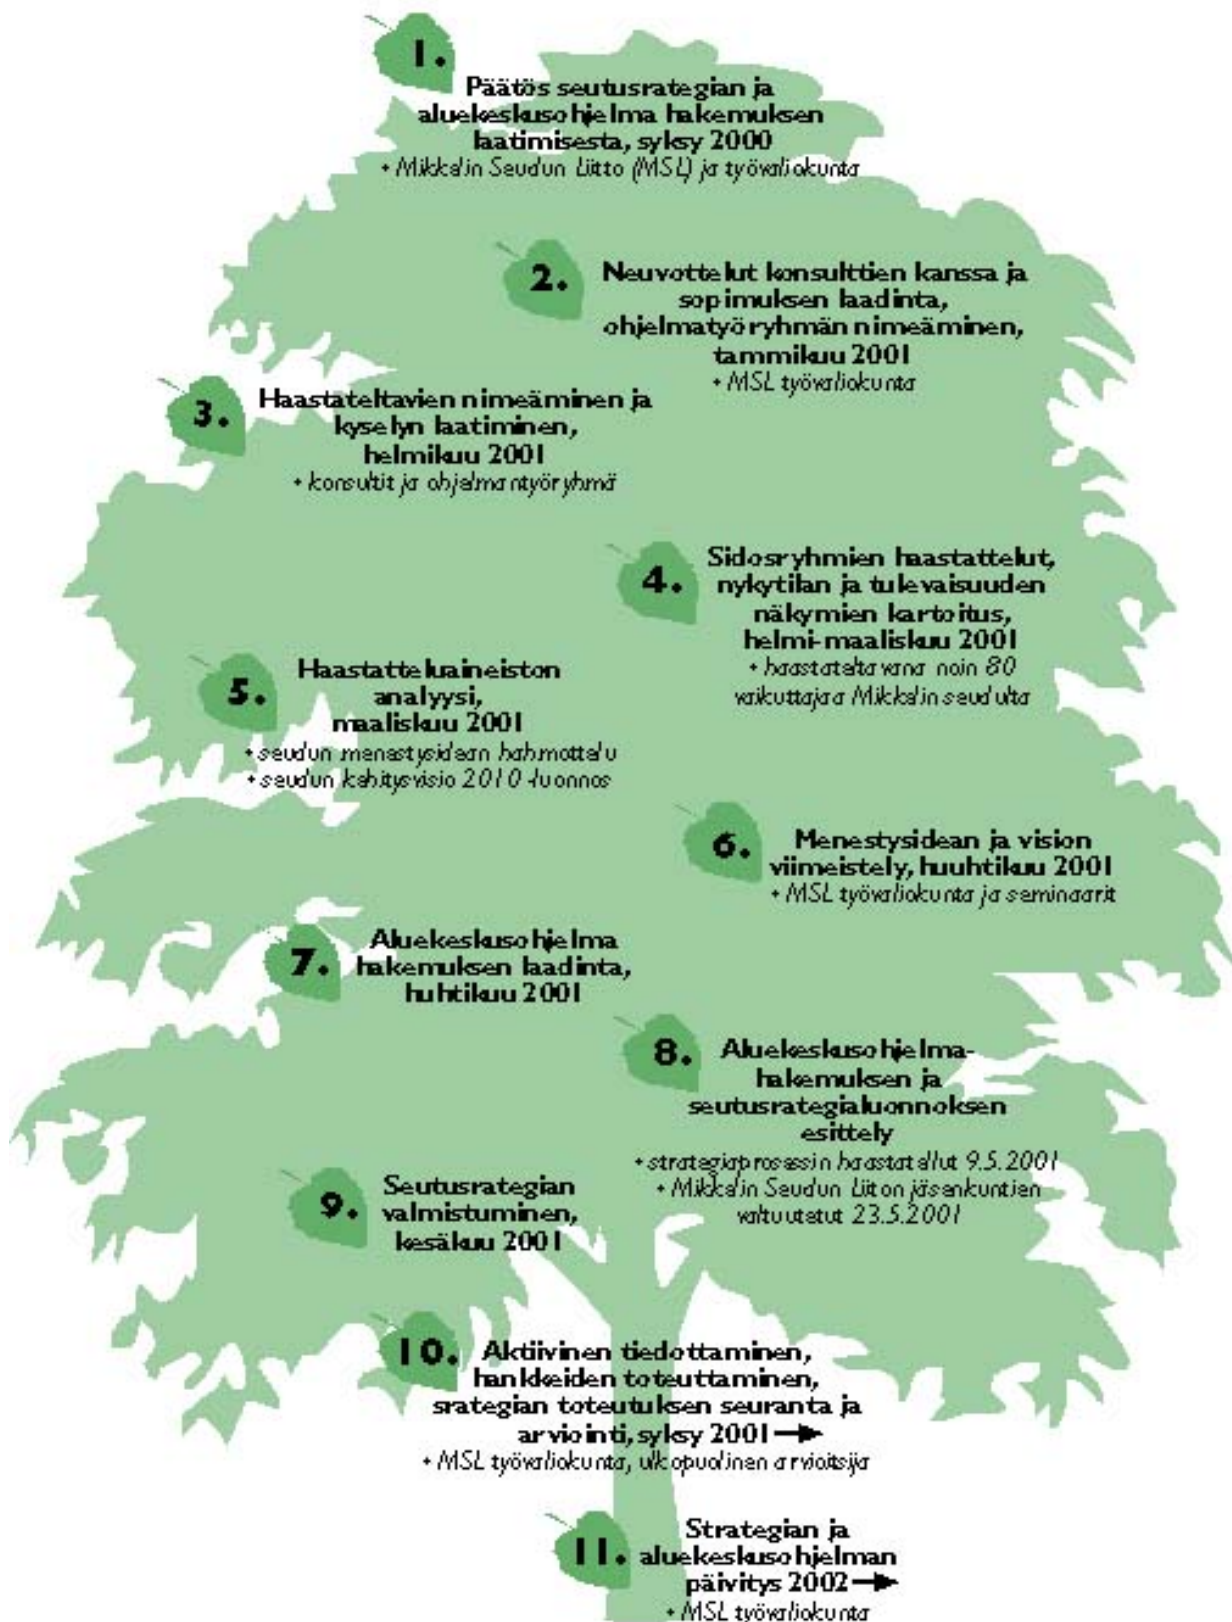 1.
Päätös seutusrategian ja
aluekeskusohjelma hakemuksen
laatimisesta, syksy 2000
• Mikkelin Seudun Liitto (MSL) ja työvaliokunta
2.
Neuvottelut konsulttien kanssa ja
sopimuksen laadinta,
ohjelmatyöryhmän nimeäminen,
tammikuu 2001
• MSL työvaliokunta
3.
Haastateltavien nimeäminen ja
kyselyn laatiminen,
helmikuu 2001
• konsultit ja ohjelmantyöryhmä
4.
Sidosryhmien haastattelut,
nykytilan ja tulevaisuuden
näkymien kartoitus,
helmi-maaliskuu 2001
• haastateltavana noin 80
vaikuttajaa Mikkelin seudulta
5.
Haastatteluaineiston
analyysi,
maaliskuu 2001
• seudun menestysidean hahmottelu
• seudun kehitysvisio 2010 -luonnos
6.
Menestysidean ja vision
viimeistely, huuhtikuu 2001
• MSL työvaliokunta ja seminaarit
7.
Aluekeskusohjelma
hakemuksen laadinta,
huhtikuu 2001
8.
Aluekeskusohjelma-
hakemuksen ja
seutusrategialuonnoksen
esittely
• strategiaprosessin haastatellut 9.5.2001
• Mikkelin Seudun Liiton jäsenkuntien
valtuutetut 23.5.2001
9.
Seutusrategian
valmistuminen,
kesäkuu 2001
10.
Aktiivinen tiedottaminen,
hankkeiden toteuttaminen,
srategian toteutuksen seuranta ja
arviointi, syksy 2001
• MSL työvaliokunta, ulkopuolinen arvioitsija
11.
Strategian ja
aluekeskusohjelman
päivitys 2002
• MSL työvaliokunta